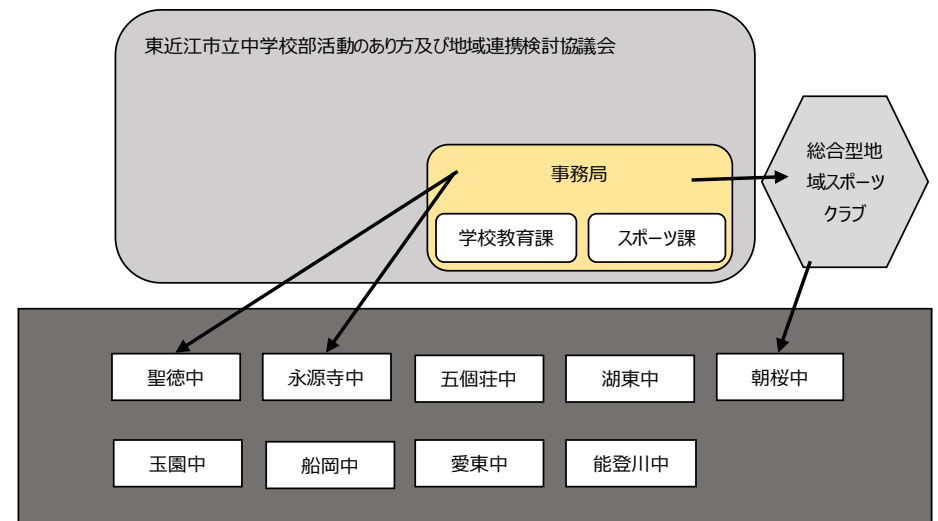 東近江市立中学校部活動のあり方及び地域連携検討協議会
事務局
学校教育課
スポーツ課
総合型地
域スポーツ
クラブ
聖徳中
永源寺中
五個荘中
湖東中
朝桜中
玉園中
船岡中
愛東中
能登川中